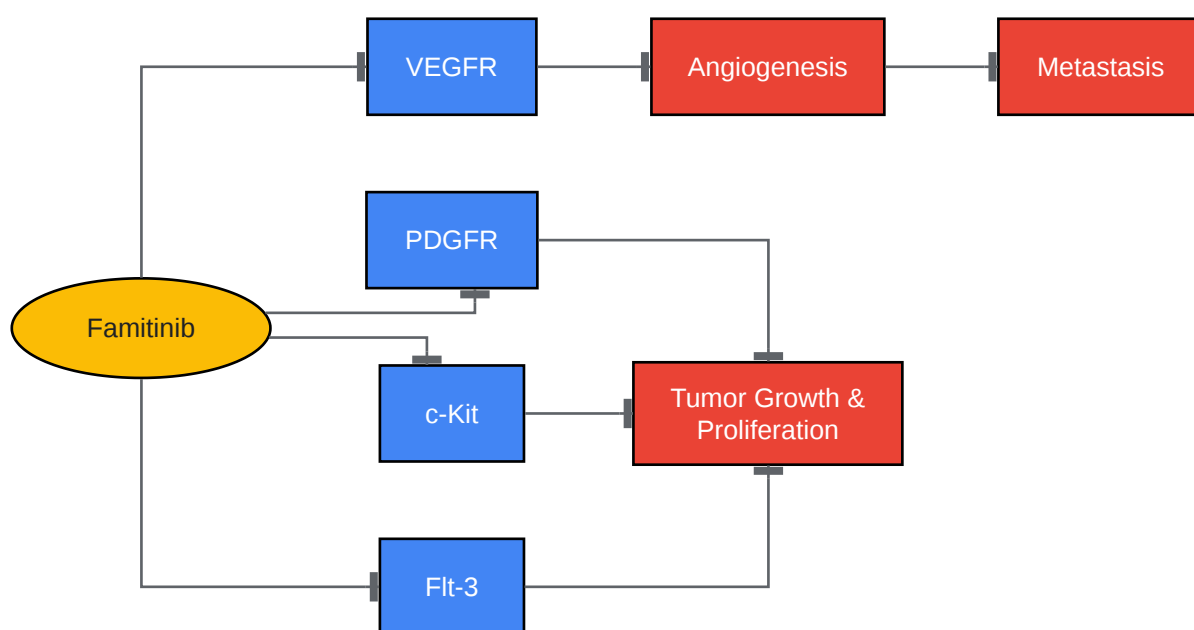 VEGFR
Angiogenesis
Metastasis
PDGFR
Famitinib
c-Kit
Tumor Growth &
Proliferation
Flt-3